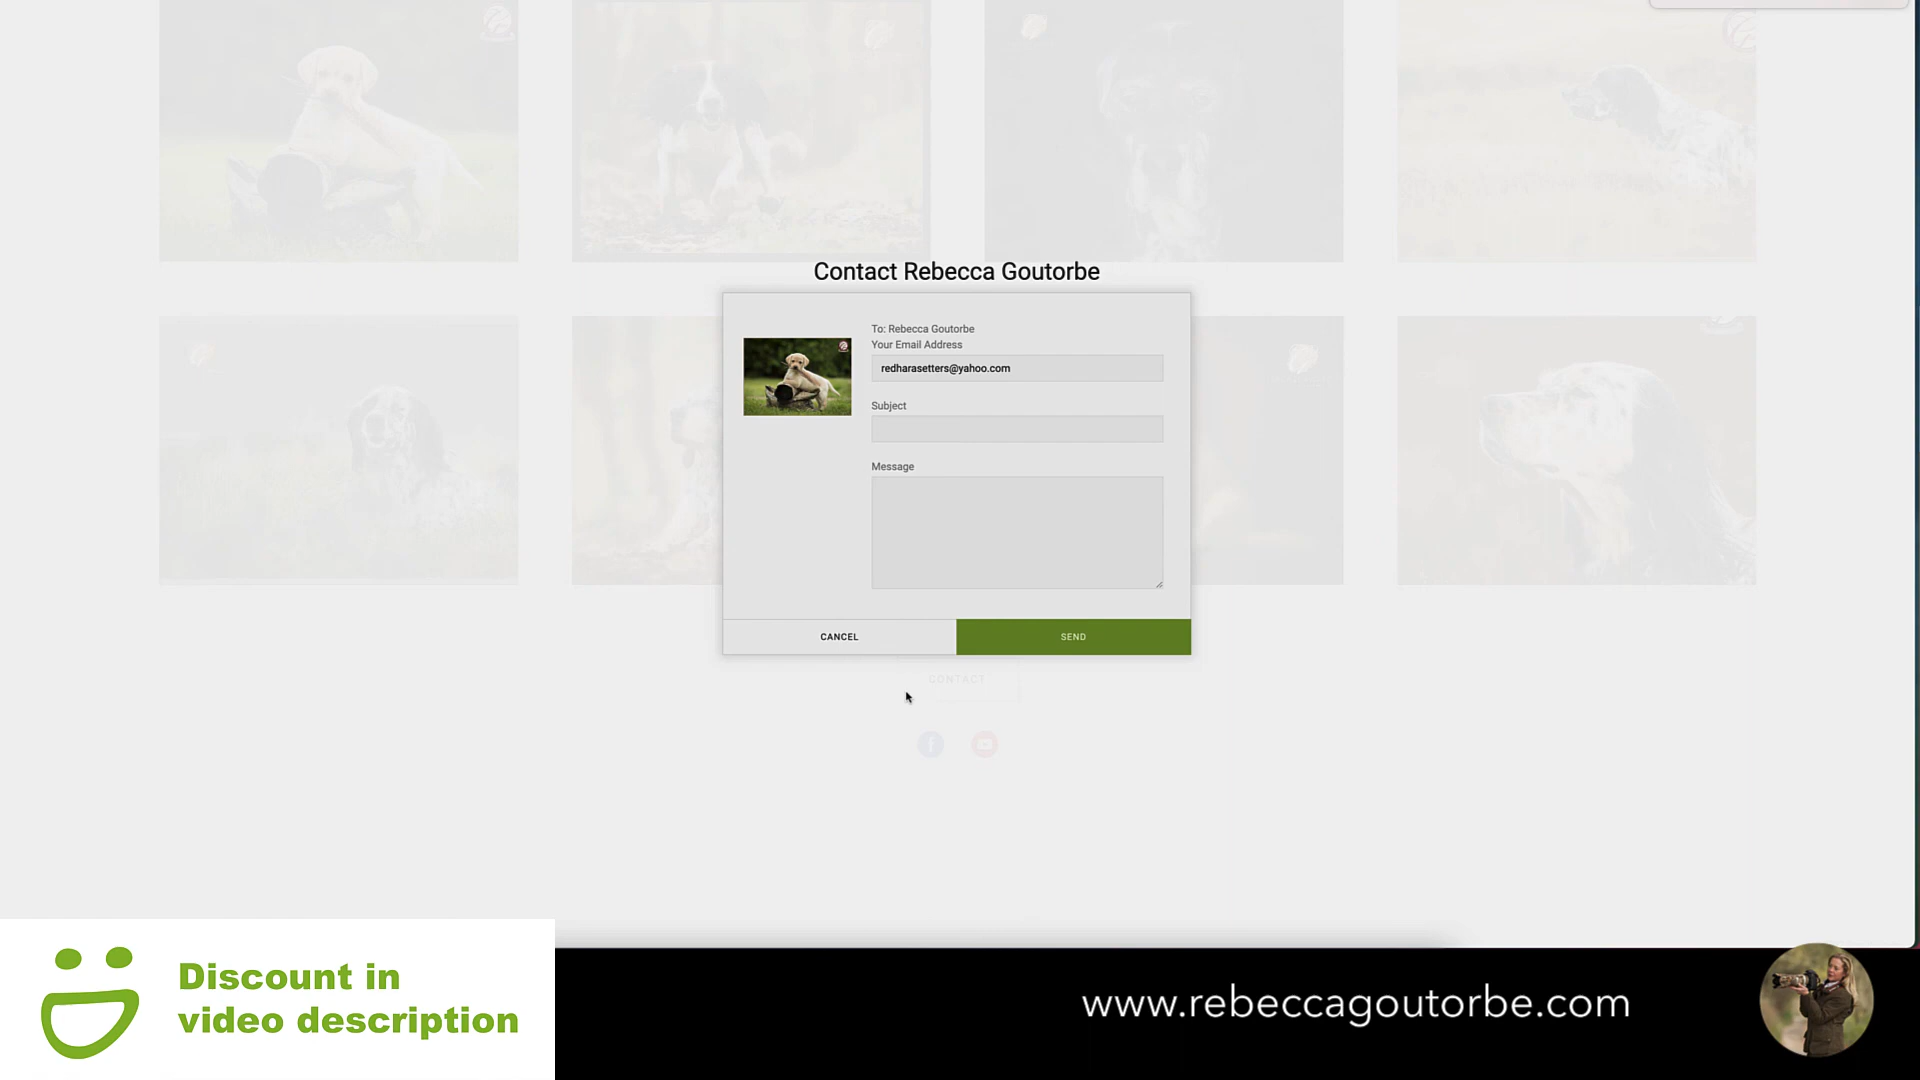 Contact Rebecca Goutorbe
To: Rebecca Goutorbe
Your Email Address
redharasetters@yahoo.com
Subject
Message
CANCEL
SEND
CONTACT
Discount in
video description
www.rebeccagoutorbe.com